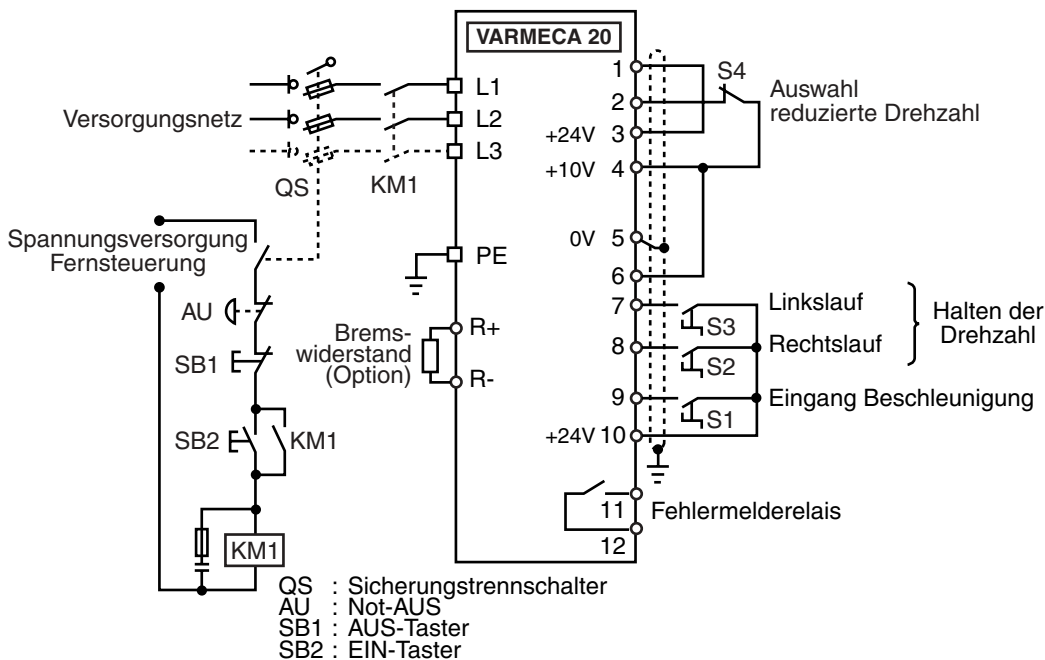 VARMECA 20
1
S4
L1
2
Auswahl
reduzierte Drehzahl
Versorgungsnetz
L2
+24V 3
L3
+10V 4
QS
KM1
Spannungsversorgung
Fernsteuerung
0V 5
PE
6
AU
7
Linkslauf
S3
Halten der
Drehzahl
Brems-
widerstand
(Option)
R+
R-
8
Rechtslauf
S2
SB1
9
Eingang Beschleunigung
S1
SB2
KM1
+24V 10
11
Fehlermelderelais
12
KM1
QS : Sicherungstrennschalter
AU : Not-AUS
SB1 : AUS-Taster
SB2 : EIN-Taster